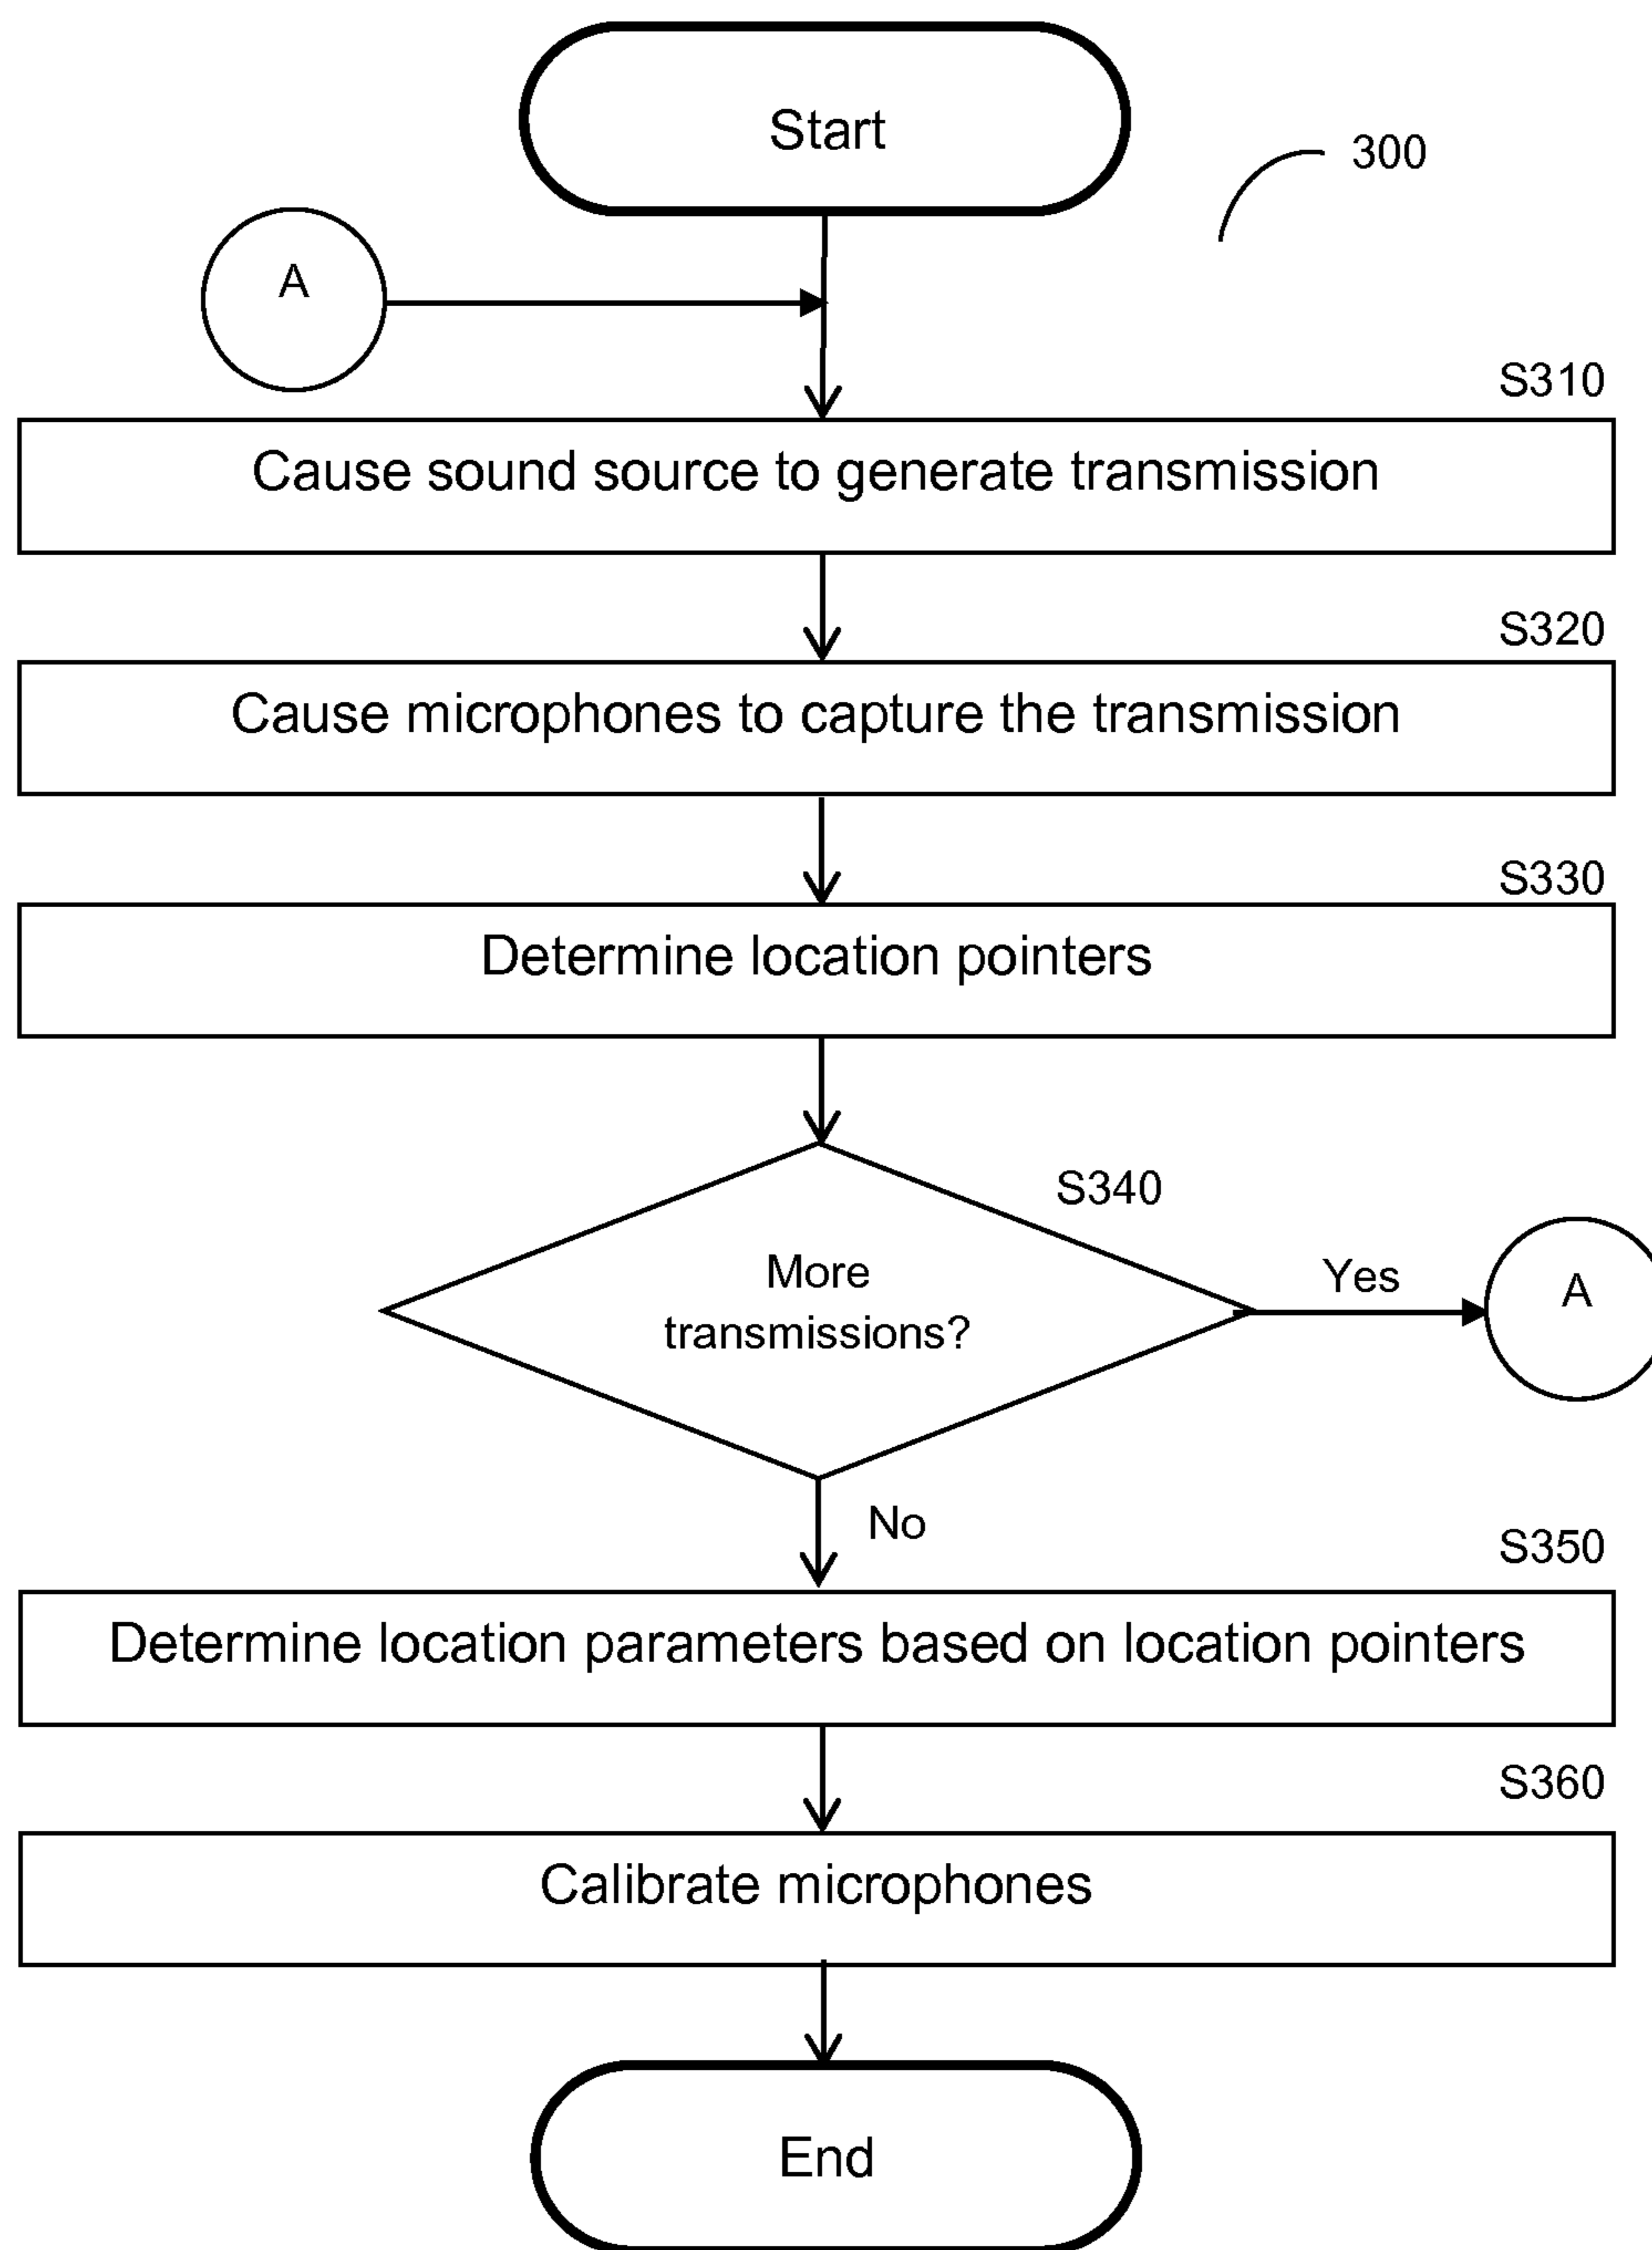 Start
300
A
S310
Cause sound source to generate transmission
S320
Cause microphones to capture the transmission
S330
Determine location pointers
S340
More
transmissions?
Yes
A
No
S350
Determine location parameters based on location pointers
S360
Calibrate microphones
End